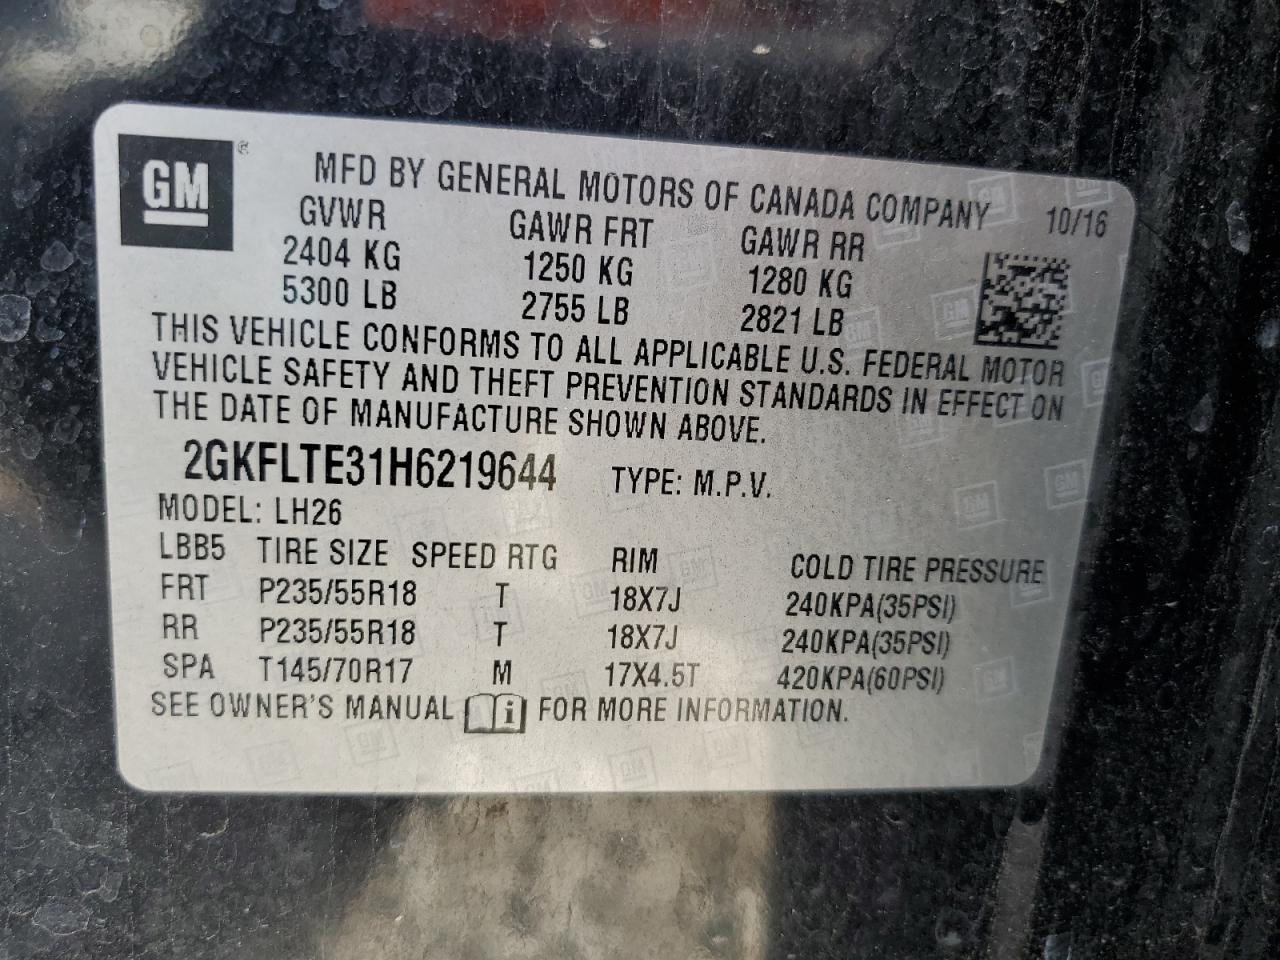 GM ®
MFD BY GENERAL MOTORS OF CANADA COMPANY 10/16
GVWR GAWR FRT GAWR RR
2404 KG 1250 KG 1280 KG
5300 LB 2755 LB 2821 LB
THIS VEHICLE CONFORMS TO ALL APPLICABLE U.S. FEDERAL MOTOR
VEHICLE SAFETY AND THEFT PREVENTION STANDARDS IN EFFECT ON
THE DATE OF MANUFACTURE SHOWN ABOVE.
2GKFLTE31H6219644 TYPE: M.P.V.
MODEL: LH26
LBB5 TIRE SIZE SPEED RTG RIM COLD TIRE PRESSURE
FRT P235/55R18 T 18X7J 240KPA(35PSI)
RR P235/55R18 T 18X7J 240KPA(35PSI)
SPA T145/70R17 M 17X4.5T 420KPA(60PSI)
SEE OWNER'S MANUAL i FOR MORE INFORMATION.